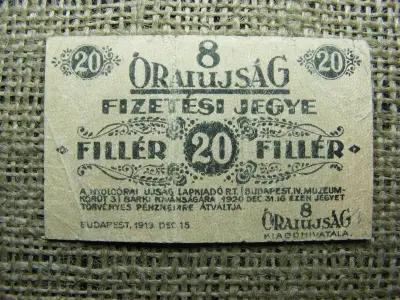 8
20 ÓRAIUJSÁG 20
FIZETÉSI JEGYE
FILLÉR 20 FILLÉR
A NYOLCÓRAI UJSÁG LAPKIADÓ R.T. (BUDAPEST, IV. MUZEUM-
KÖRUT 3) BÁRKI KIVÁNSÁGÁRA 1920 DEC. 31.IG EZEN JEGYET
TÖRVÉNYES PÉNZNEMRE ÁTVÁLTJA.
BUDAPEST, 1919. DEC 15.
8
ÓRAIUJSÁG
KIADÓHIVATALA.